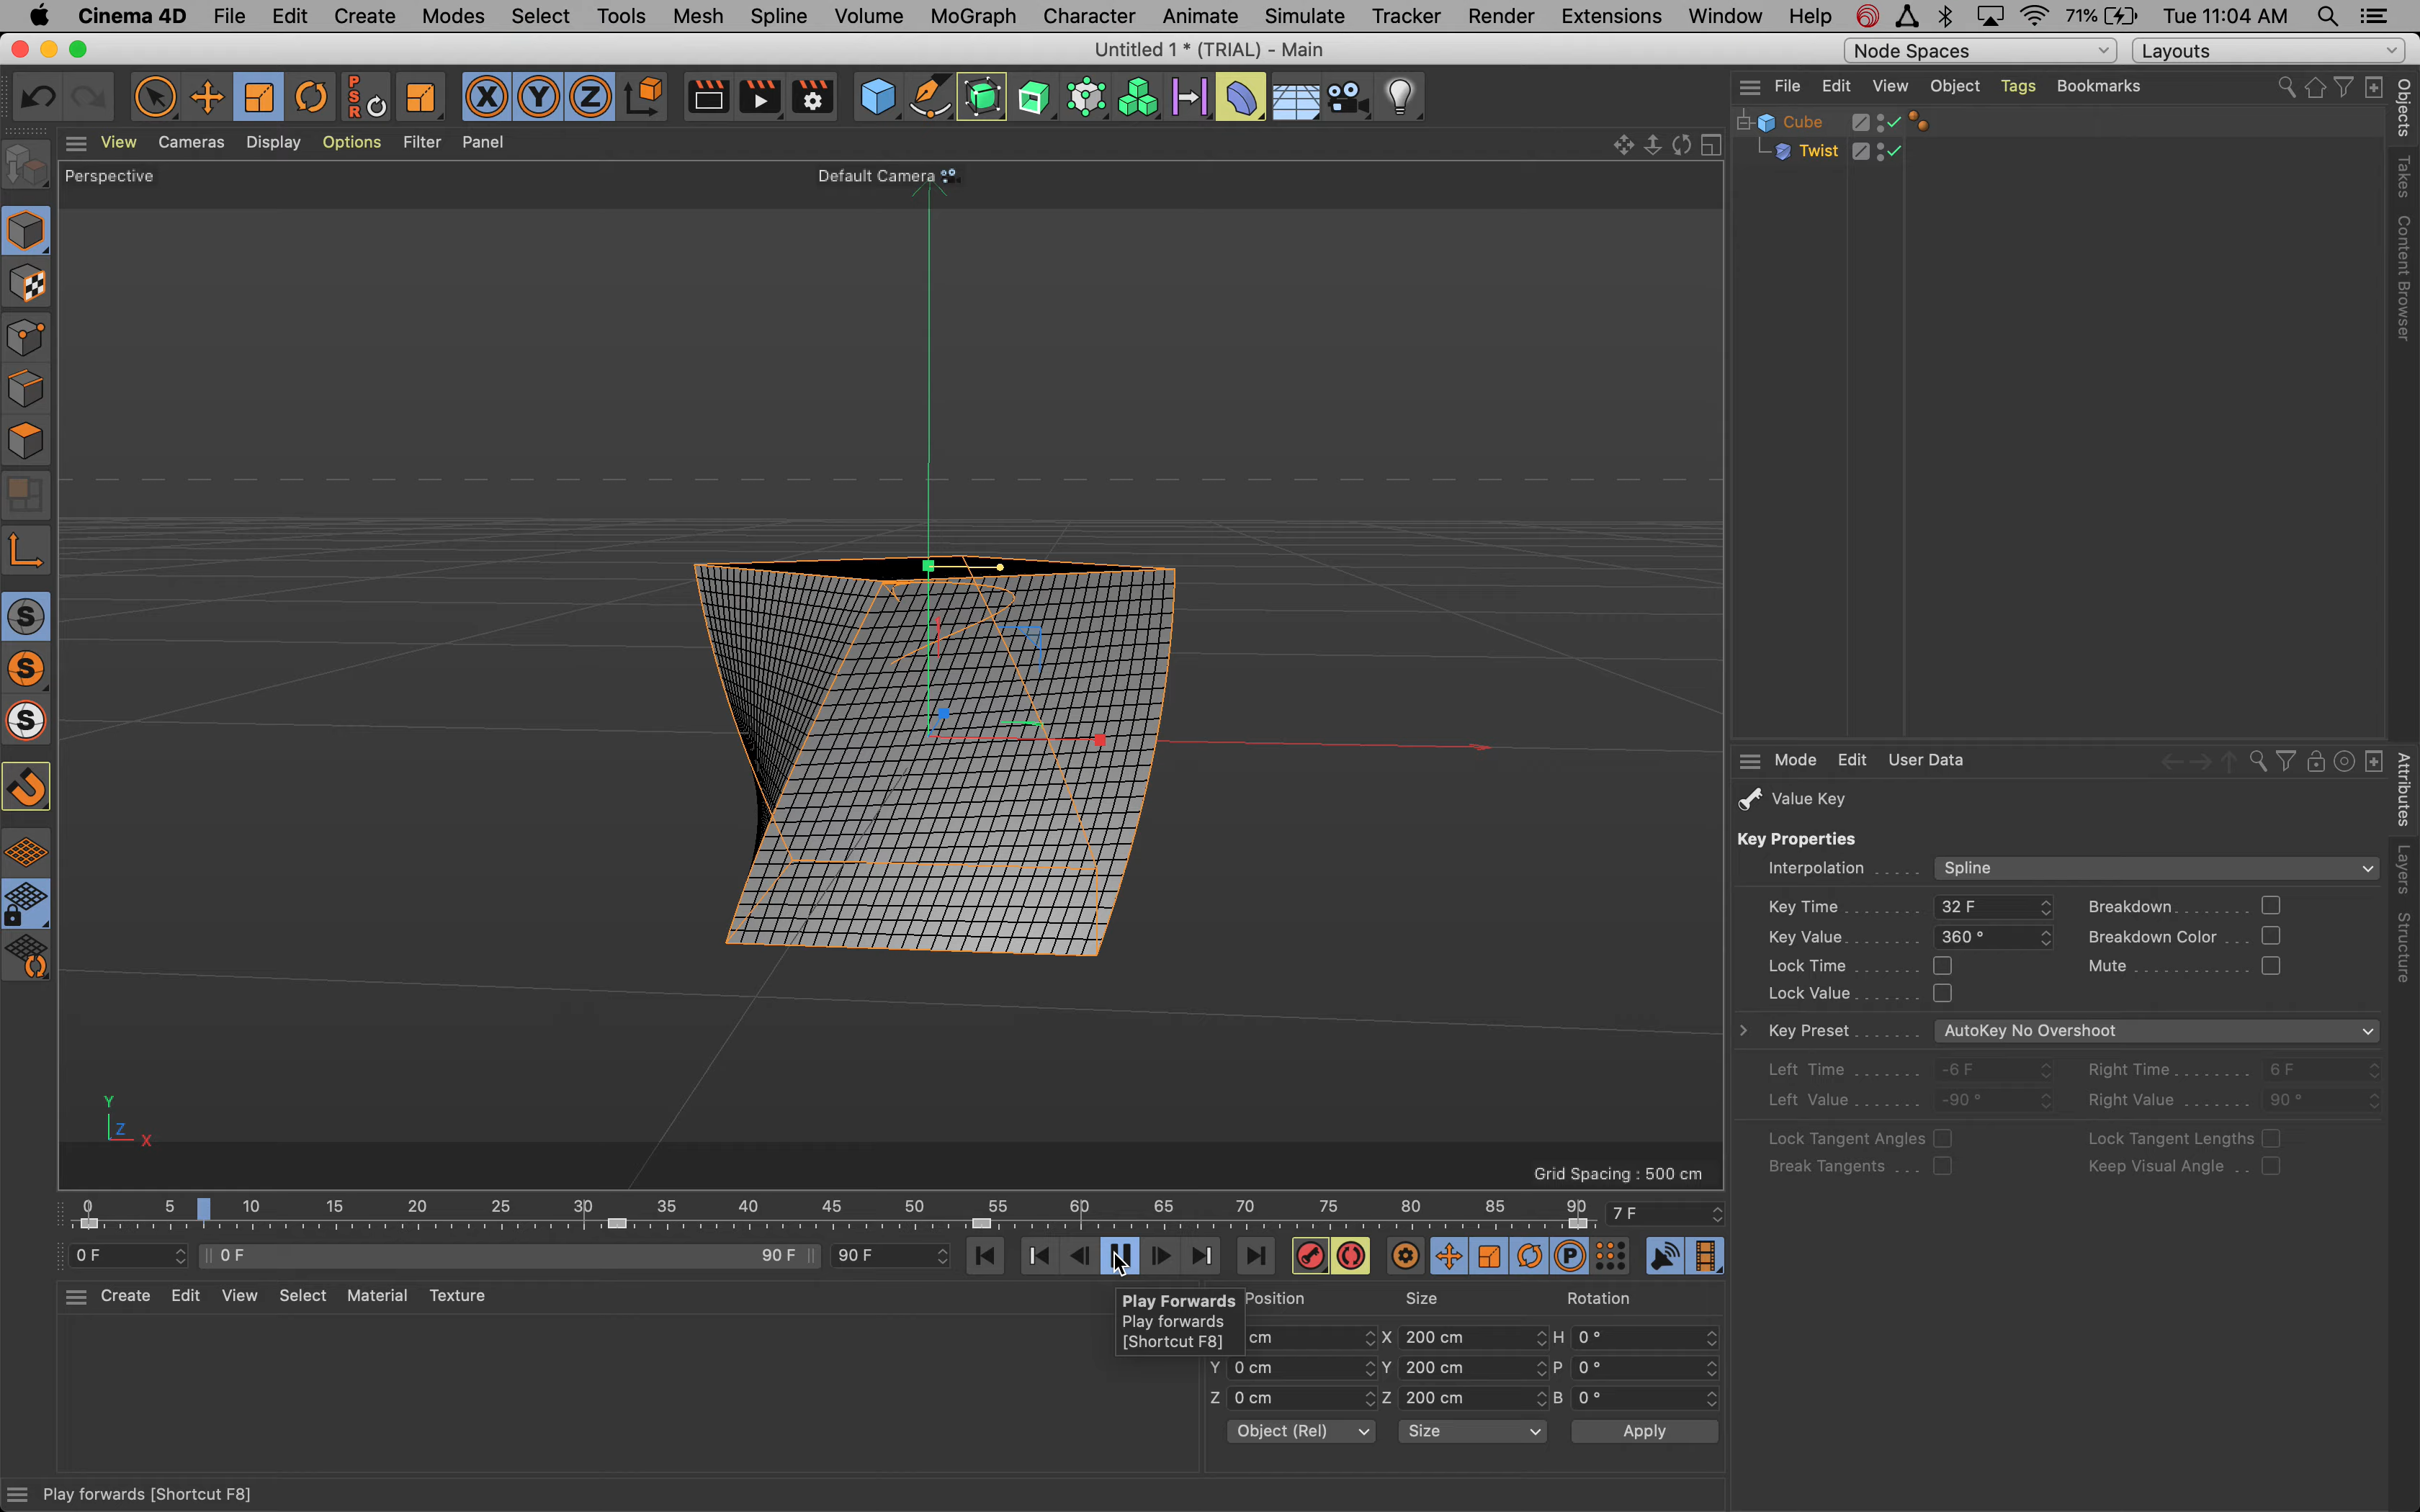 Cinema 4D File Edit Create Modes Select Tools Mesh Spline Volume MoGraph Character Animate Simulate Tracker Render Extensions Window Help 71% Tue 11:04 AM
Untitled 1 * (TRIAL) - Main
Node Spaces
Layouts
X Y Z
PSR
File Edit View Object Tags Bookmarks
Objects
Takes
Content Browser
Cube
Twist
View Cameras Display Options Filter Panel
Perspective
Default Camera
S
S
S
Y
Z
X
Grid Spacing : 500 cm
Mode Edit User Data
Attributes
Layers
Structure
Value Key
Key Properties
Interpolation . . . . . Spline
Key Time . . . . . . . . 32 F
Breakdown. . . . . . . .
Key Value. . . . . . . . 360 °
Breakdown Color . . .
Lock Time . . . . . . .
Mute . . . . . . . . . . . .
Lock Value. . . . . . .
Key Preset . . . . . . . AutoKey No Overshoot
Left Time . . . . . . . -6 F
Right Time. . . . . . . . 6 F
Left Value . . . . . . . -90 °
Right Value . . . . . . . 90 °
Lock Tangent Angles
Lock Tangent Lengths
Break Tangents . . .
Keep Visual Angle . .
0 5 10 15 20 25 30 35 40 45 50 55 60 65 70 75 80 85 90
7 F
0 F
0 F
90 F
90 F
P
Create Edit View Select Material Texture
Play Forwards
Play forwards
[Shortcut F8]
Position
Size
Rotation
cm X 200 cm H 0 °
Y 0 cm Y 200 cm P 0 °
Z 0 cm Z 200 cm B 0 °
Object (Rel)
Size
Apply
Play forwards [Shortcut F8]